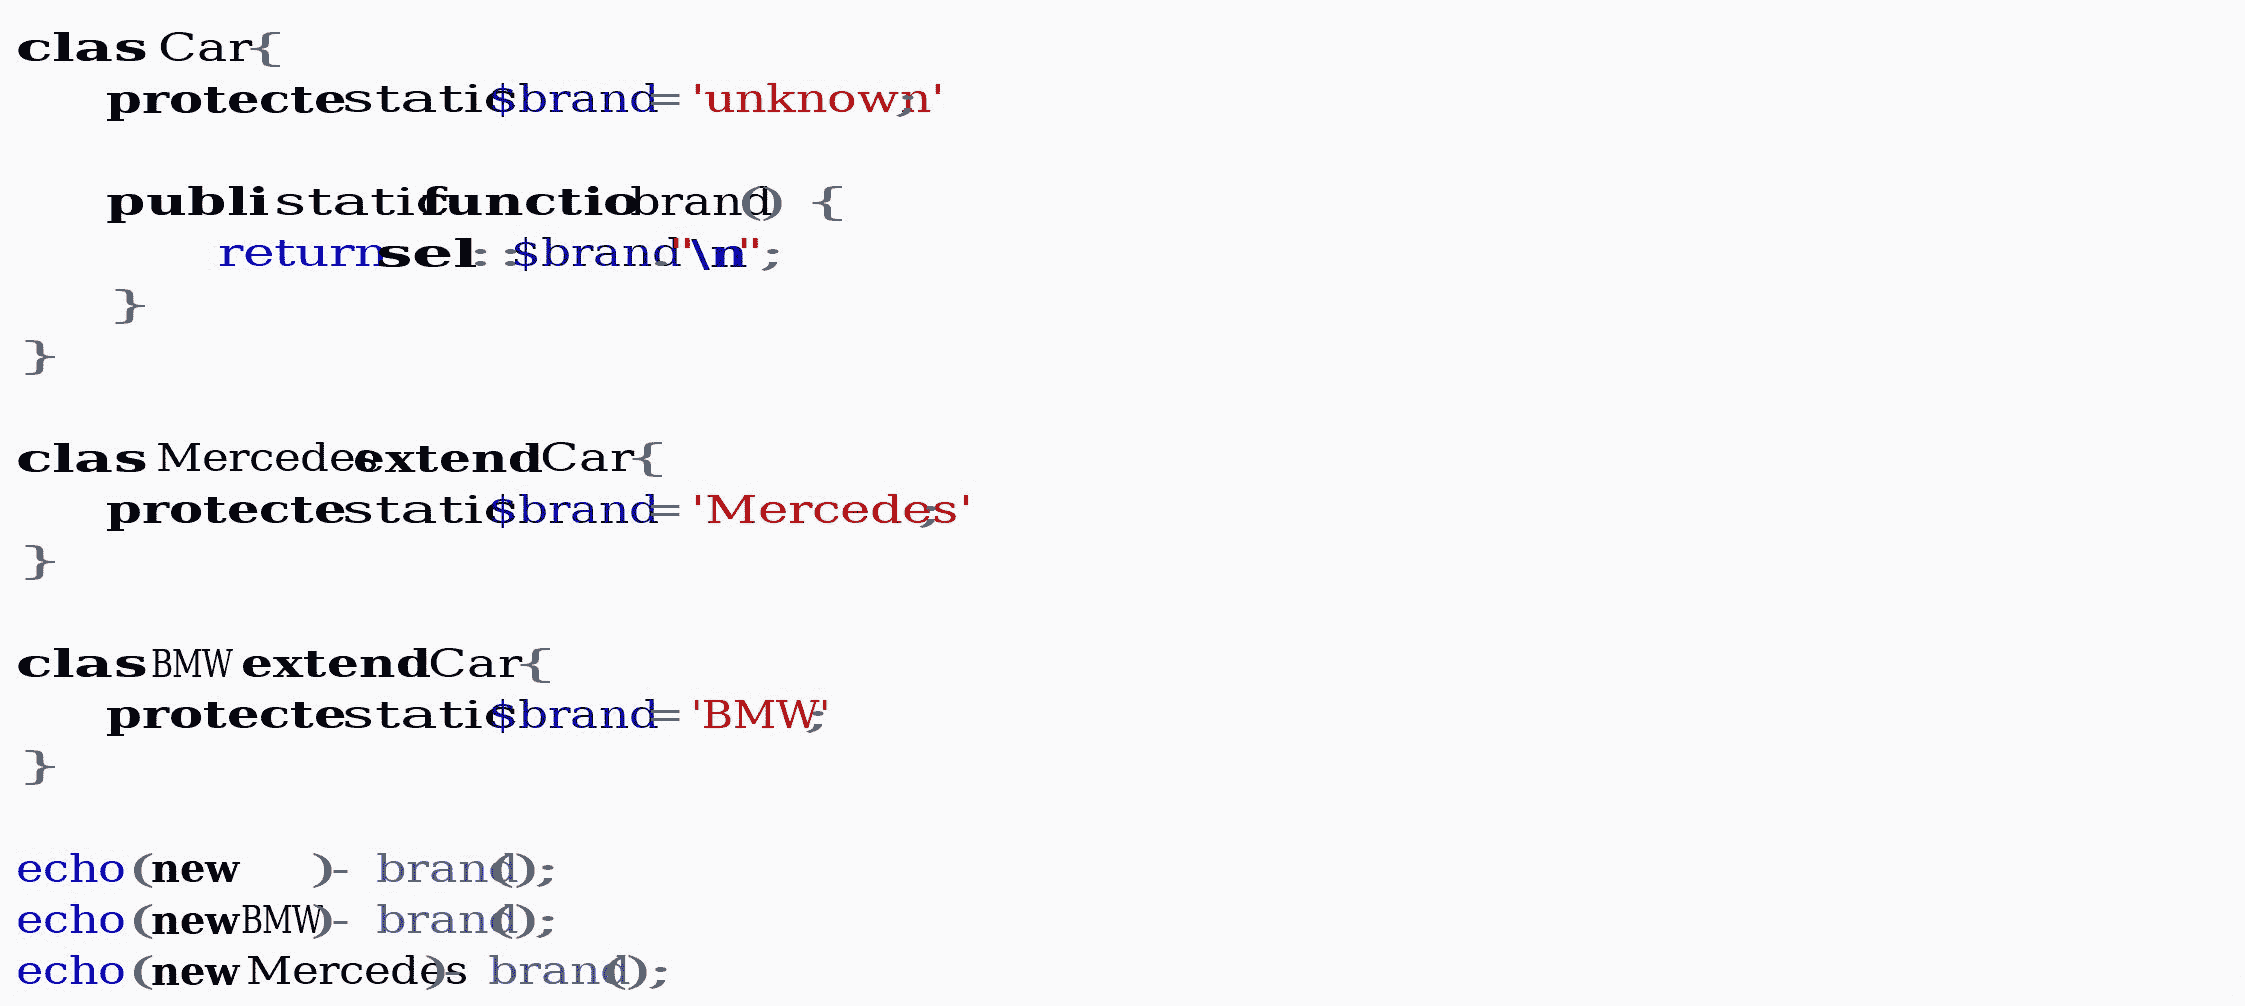 clas Car{
protecte static $brand = 'unknown';
publi static functio brand() {
return sel::$brand."\n";
}
}
clas Mercedes extend Car{
protecte static $brand = 'Mercedes';
}
clas BMW extend Car{
protecte static $brand = 'BMW';
}
echo (new )- brand();
echo (new BMW)- brand();
echo (new Mercedes)- brand();